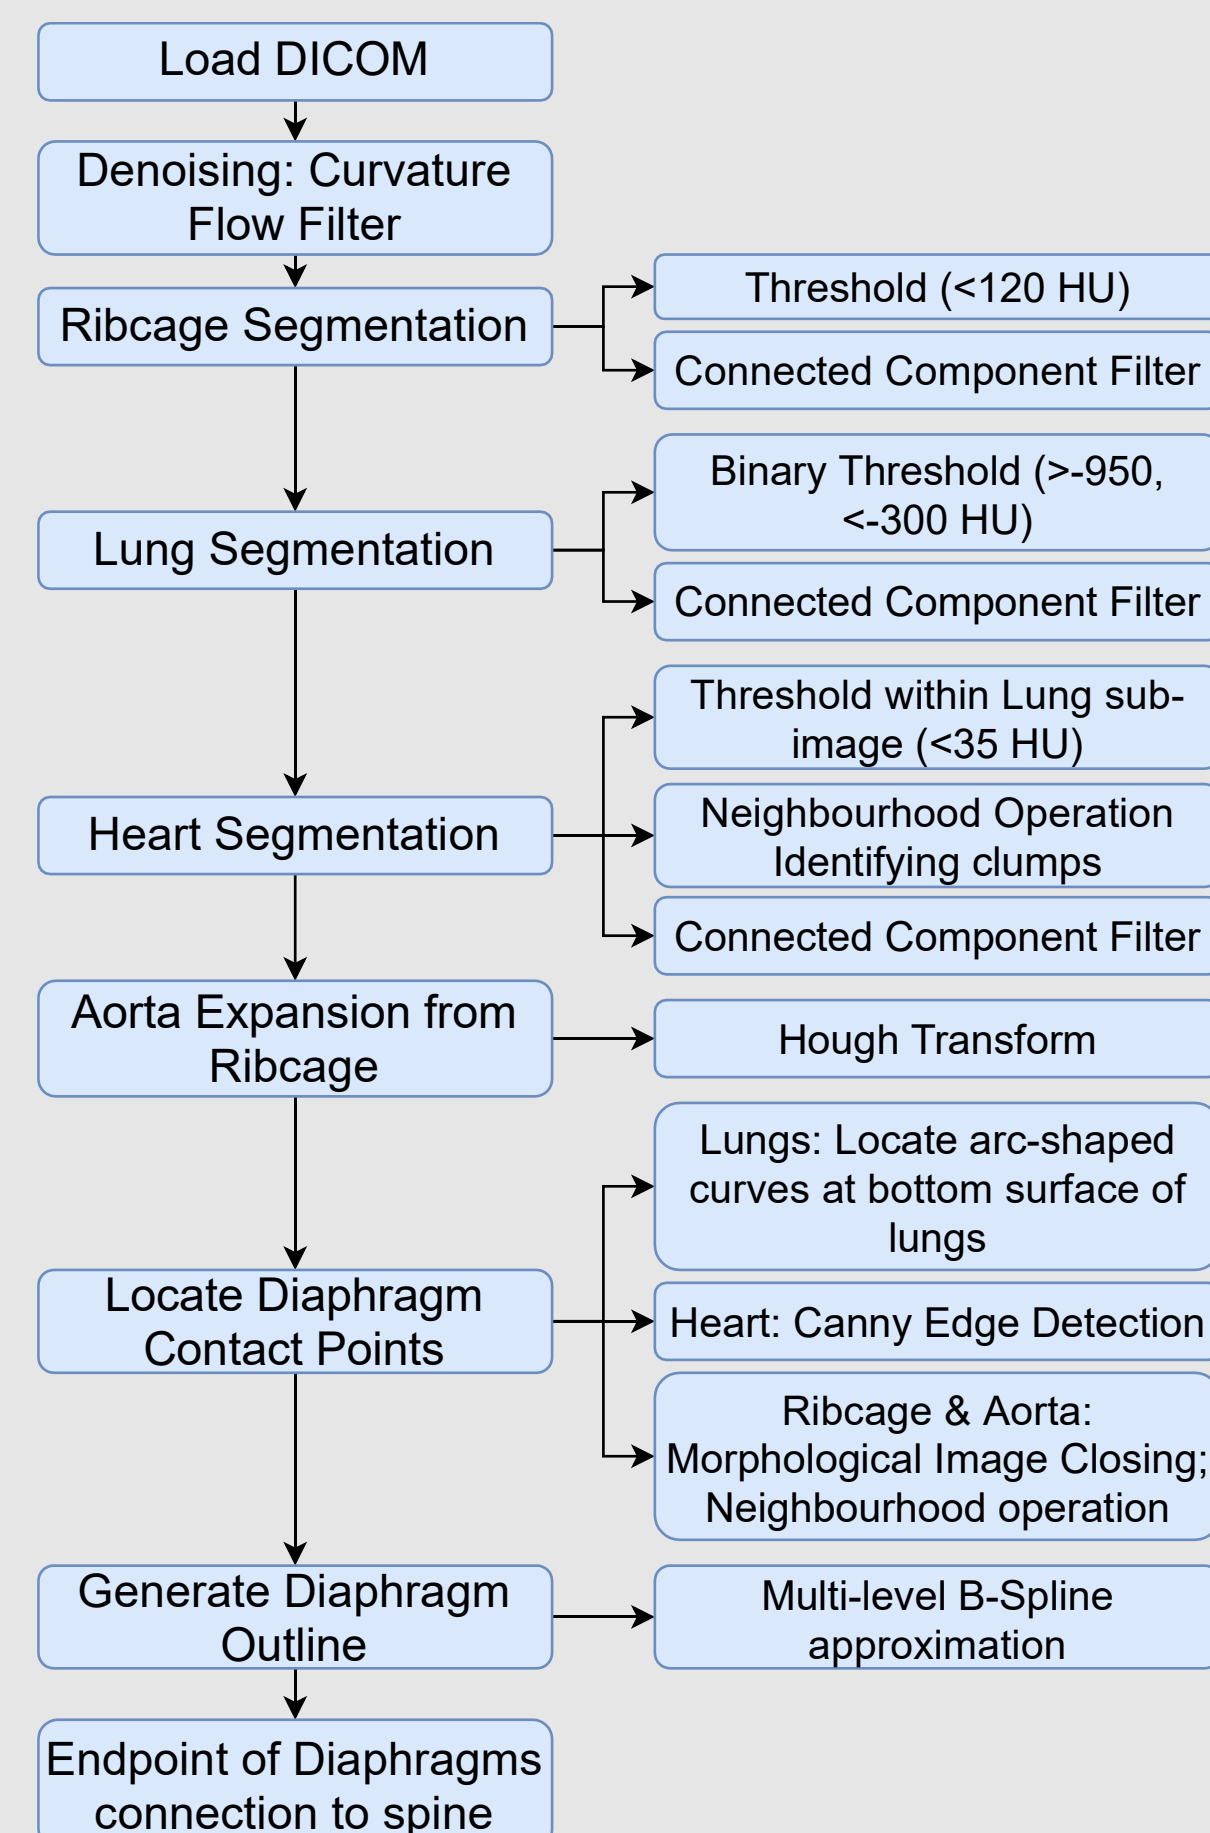 Load DICOM
Denoising: Curvature
Flow Filter
Ribcage Segmentation
Threshold (<120 HU)
Connected Component Filter
Lung Segmentation
Binary Threshold (>-950,
<-300 HU)
Connected Component Filter
Heart Segmentation
Threshold within Lung sub-
image (<35 HU)
Neighbourhood Operation
Identifying clumps
Connected Component Filter
Aorta Expansion from
Ribcage
Hough Transform
Locate Diaphragm
Contact Points
Lungs: Locate arc-shaped
curves at bottom surface of
lungs
Heart: Canny Edge Detection
Ribcage & Aorta:
Morphological Image Closing;
Neighbourhood operation
Generate Diaphragm
Outline
Multi-level B-Spline
approximation
Endpoint of Diaphragms
connection to spine